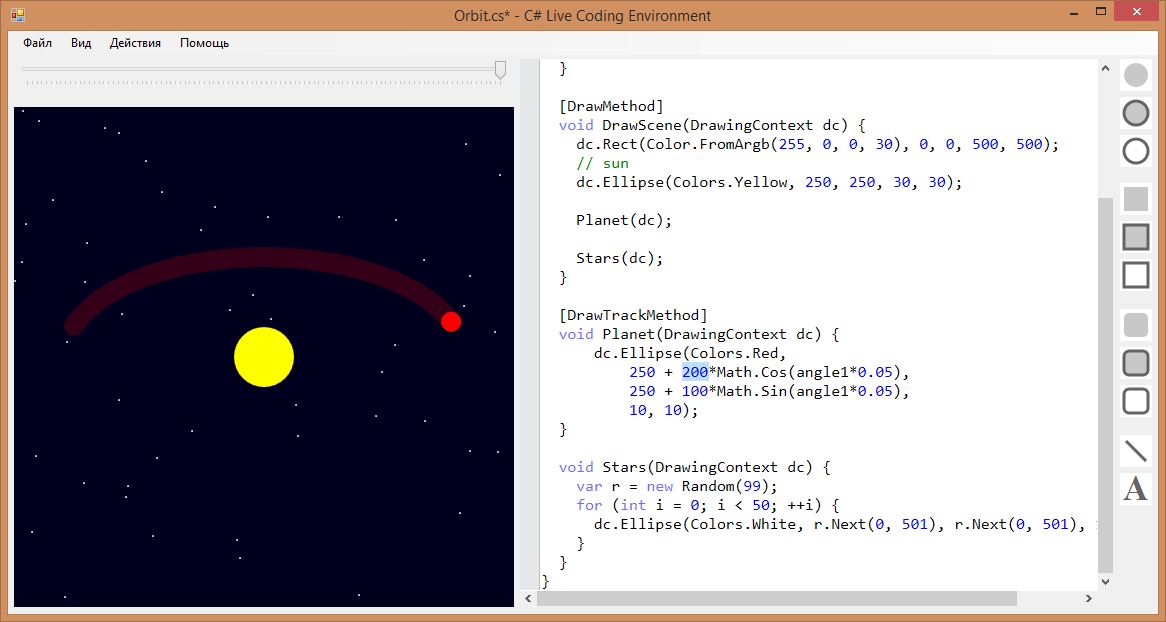 Orbit.cs* - C# Live Coding Environment
Файл Вид Действия Помощь
}
[DrawMethod]
void DrawScene(DrawingContext dc) {
dc.Rect(Color.FromArgb(255, 0, 0, 30), 0, 0, 500, 500);
// sun
dc.Ellipse(Colors.Yellow, 250, 250, 30, 30);
Planet(dc);
Stars(dc);
}
[DrawTrackMethod]
void Planet(DrawingContext dc) {
dc.Ellipse(Colors.Red,
250 + 200*Math.Cos(angle1*0.05),
250 + 100*Math.Sin(angle1*0.05),
10, 10);
}
void Stars(DrawingContext dc) {
var r = new Random(99);
for (int i = 0; i < 50; ++i) {
dc.Ellipse(Colors.White, r.Next(0, 501), r.Next(0, 501),
}
}
}
A